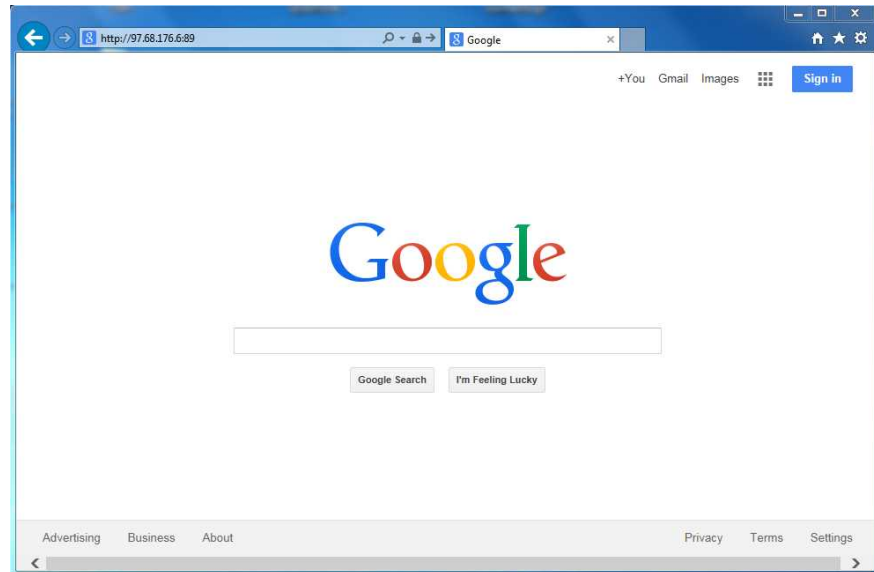 http://97.68.176.6:89
Google
+You Gmail Images Sign in
Google
Google Search I'm Feeling Lucky
Advertising Business About Privacy Terms Settings